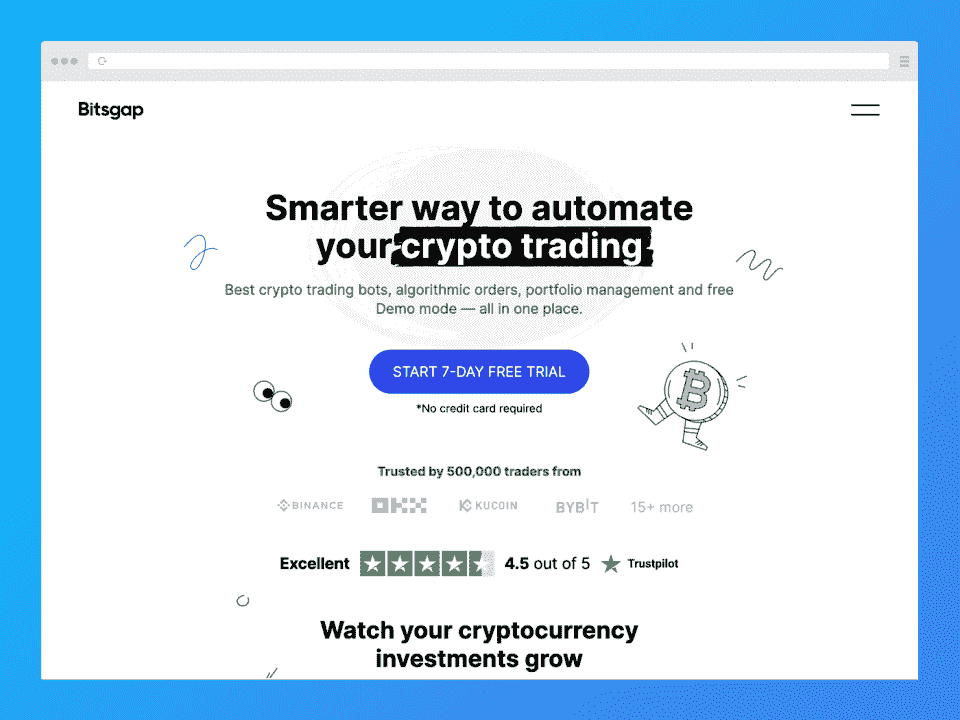 Bitsgap
Smarter way to automate
your crypto trading
Best crypto trading bots, algorithmic orders, portfolio management and free
Demo mode — all in one place.
START 7-DAY FREE TRIAL
*No credit card required
Trusted by 500,000 traders from
BINANCE OKX KUCOIN BYBIT 15+ more
Excellent 4.5 out of 5 Trustpilot
Watch your cryptocurrency
investments grow